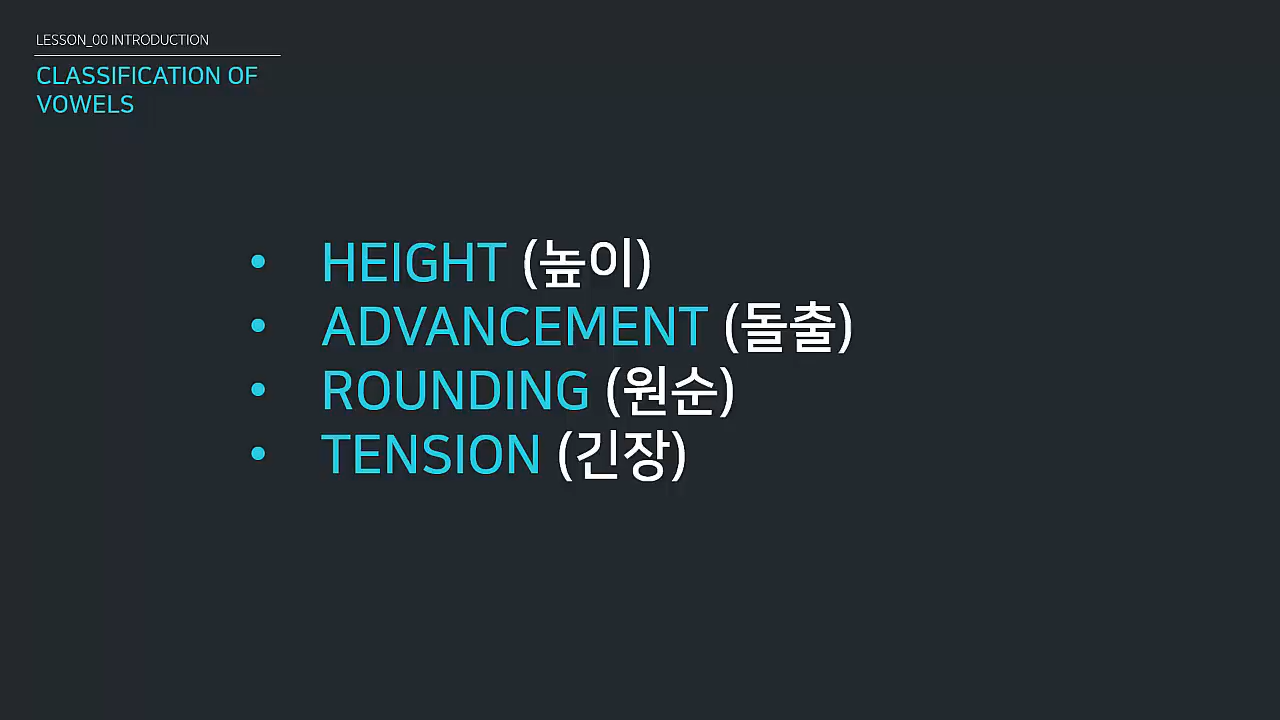 LESSON_00 INTRODUCTION
CLASSIFICATION OF
VOWELS
• HEIGHT (높이)
• ADVANCEMENT (돌출)
• ROUNDING (원순)
• TENSION (긴장)